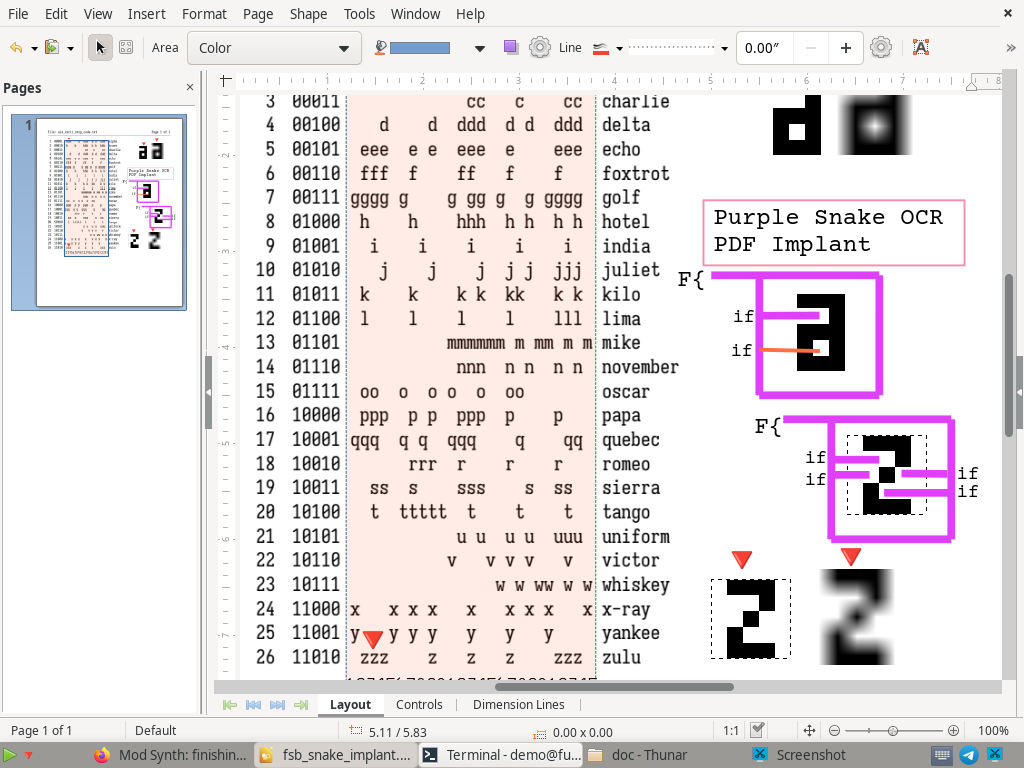 File Edit View Insert Format Page Shape Tools Window Help
Area Color Line 0.00″
Pages
1
1 2 3 4 5 6 7 8
3 00011 cc c cc charlie
4 00100 d d ddd d d ddd delta
5 00101 eee e e eee e eee echo
6 00110 fff f ff f f foxtrot
7 00111 gggg g g gg g g gggg golf
8 01000 h h hhh h h h h hotel
9 01001 i i i i i india
10 01010 j j j j j jjj juliet
11 01011 k k k k kk k k kilo
12 01100 l l l l lll lima
13 01101 mmmmmm m mm m m mike
14 01110 nnn n n n n november
15 01111 oo o o o o oo oscar
16 10000 ppp p p ppp p p papa
17 10001 qqq q q qqq q qq quebec
18 10010 rrr r r r romeo
19 10011 ss s sss s ss sierra
20 10100 t ttttt t t t tango
21 10101 u u u u uuu uniform
22 10110 v v v v v victor
23 10111 w w ww w w whiskey
24 11000 x x x x x x x x x x-ray
25 11001 y y y y y y y yankee
26 11010 zzz z z z zzz zulu
Purple Snake OCR
PDF Implant
F{
if
if
F{
if
if
if
if
Layout Controls Dimension Lines
Page 1 of 1 Default 5.11 / 5.83 0.00 x 0.00 1:1 100%
Mod Synth: finishin... fsb_snake_implant.... Terminal - demo@fu... doc - Thunar Screenshot